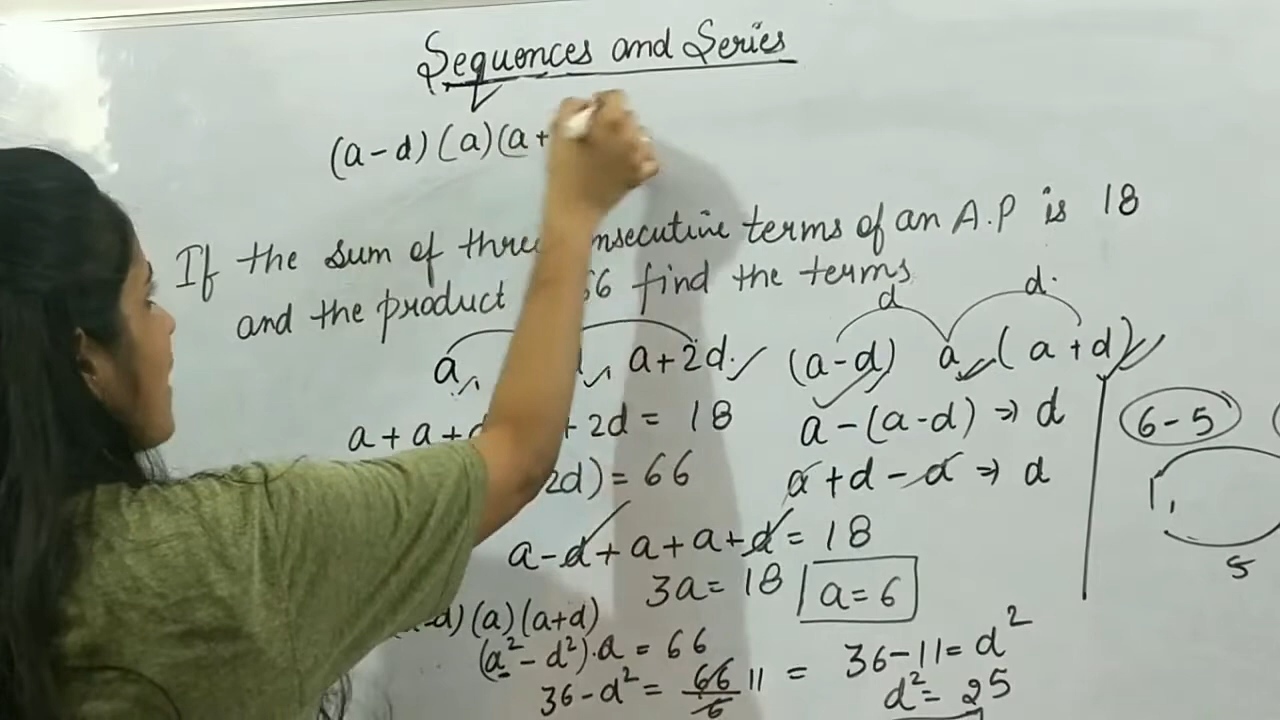 Sequences and Series
(a-d) (a) (a+
If the sum of three terms of an A.P is 18
and the product 66 find the terms
d d.
a, , a+2d. (a-d) a, (a+d)
a+a+d +2d = 18 a-(a-d) ⇒ d 6-5
2d) = 66 a+d-a ⇒ d 1,
5
a-d+a+a+d = 18
3a = 18 a=6
d) (a) (a+d)
(a²-d²).a = 66 36-11 = d²
36-d² = 66/6 11 = d² = 25